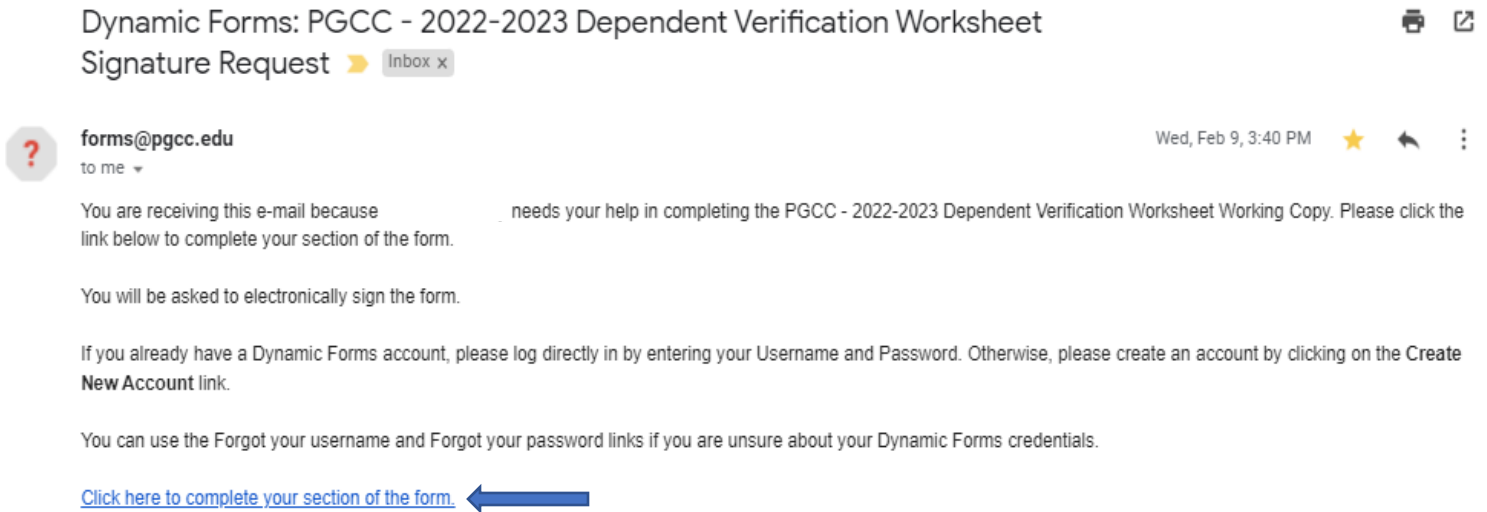 Dynamic Forms: PGCC - 2022-2023 Dependent Verification Worksheet
Signature Request Inbox x
forms@pgcc.edu Wed, Feb 9, 3:40 PM
to me
You are receiving this e-mail because needs your help in completing the PGCC - 2022-2023 Dependent Verification Worksheet Working Copy. Please click the
link below to complete your section of the form.
You will be asked to electronically sign the form.
If you already have a Dynamic Forms account, please log directly in by entering your Username and Password. Otherwise, please create an account by clicking on the Create
New Account link.
You can use the Forgot your username and Forgot your password links if you are unsure about your Dynamic Forms credentials.
Click here to complete your section of the form.